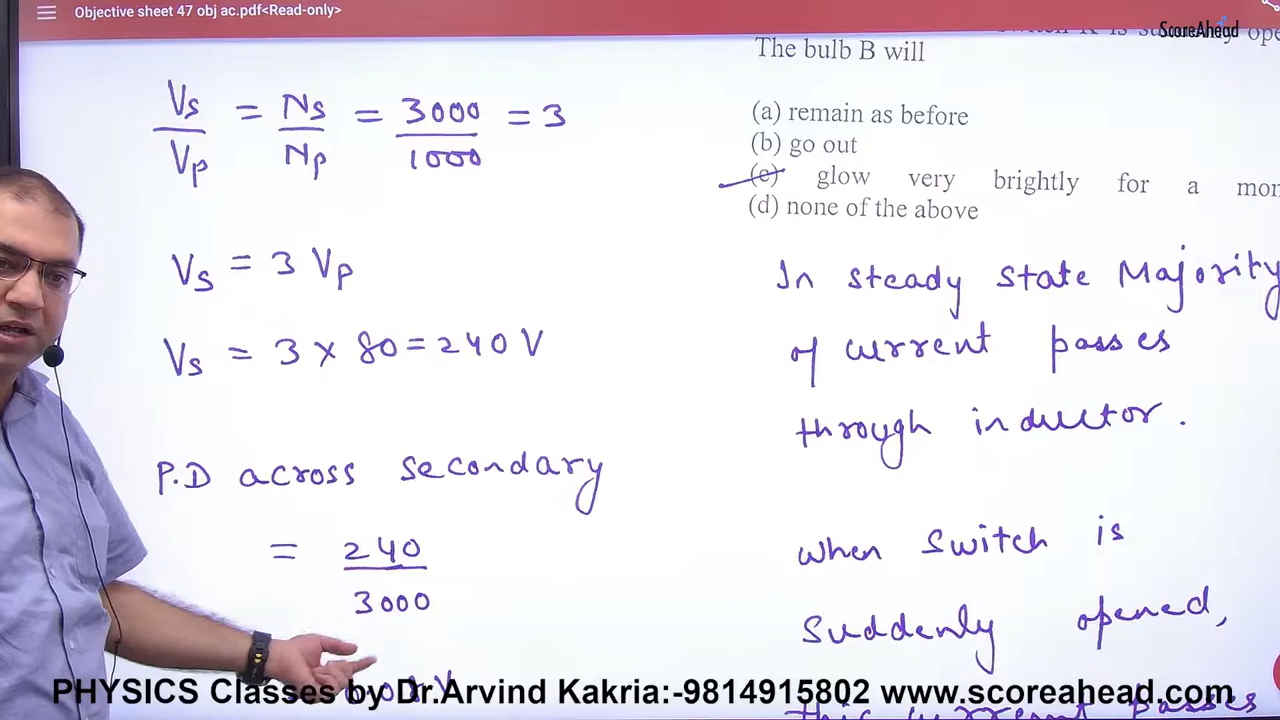 Objective sheet 47 obj ac.pdf<Read-only>
ScoreAhead
The bulb B will
(a) remain as before
(b) go out
(c) glow very brightly for a
(d) none of the above
Vs/Vp = Ns/Np = 3000/1000 = 3
Vs = 3 Vp
Vs = 3 × 80 = 240 V
P.D across secondary
= 240/3000
In steady state Majority
of current passes
through inductor.
when switch is
suddenly opened,
this current passes
PHYSICS Classes by Dr.Arvind Kakria:-9814915802 www.scoreahead.com